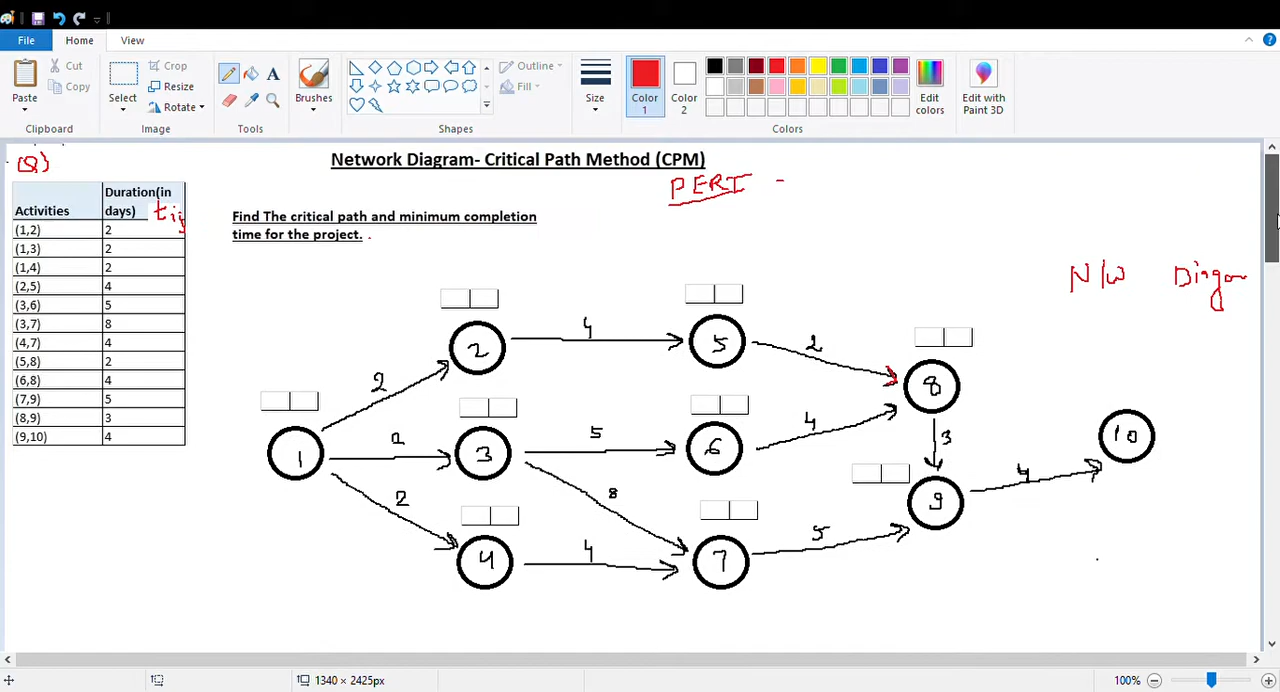 File Home View
Paste Cut Copy
Clipboard
Select Crop Resize Rotate
Image
A
Tools
Brushes
Outline Fill
Shapes
Size
Color 1
Color 2
Edit colors
Colors
Edit with Paint 3D
(Q)
Network Diagram- Critical Path Method (CPM)
PERT -
Find The critical path and minimum completion
time for the project.
N/W Diagam
Activities Duration(in days) tij
(1,2) 2
(1,3) 2
(1,4) 2
(2,5) 4
(3,6) 5
(3,7) 8
(4,7) 4
(5,8) 2
(6,8) 4
(7,9) 5
(8,9) 3
(9,10) 4
2 4 5 2 8
2
1 2 3 5 6 4 3 10
2 8 9 4
4 4 7 5
1340 × 2425px
100%